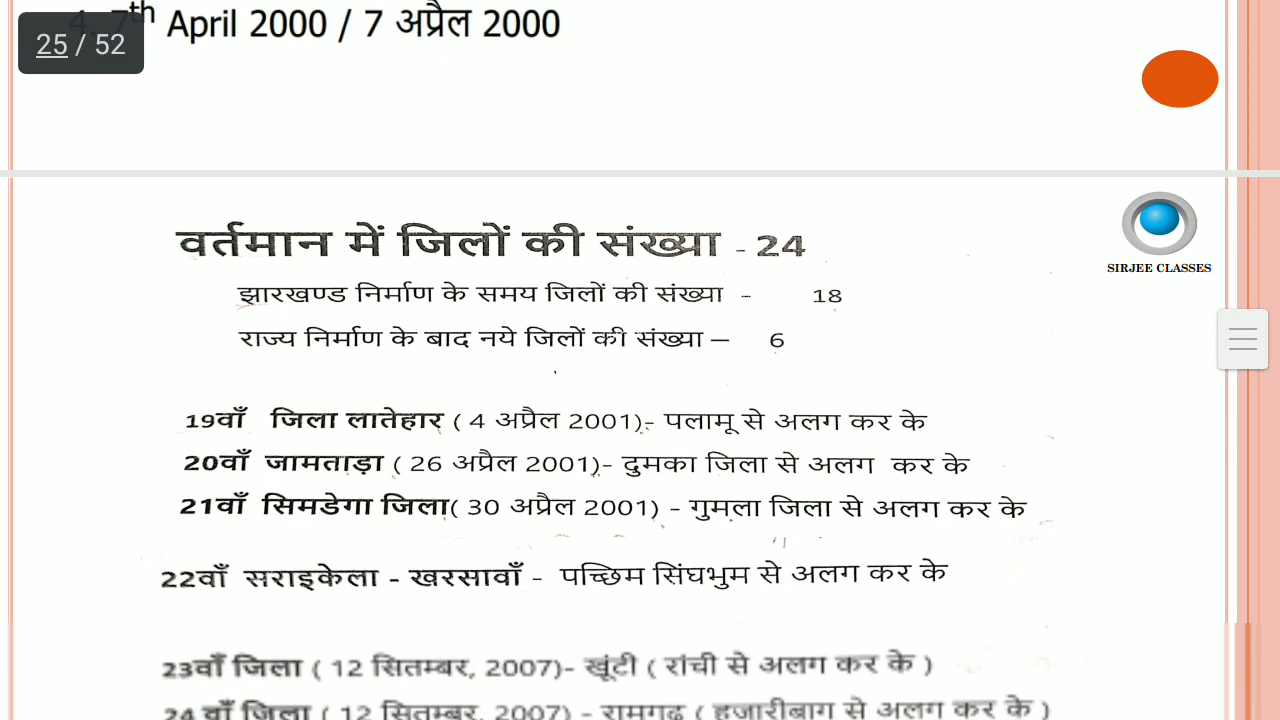 4. 7th April 2000 / 7 अप्रैल 2000
25 / 52
SIRJEE CLASSES
वर्तमान में जिलों की संख्या - 24
झारखण्ड निर्माण के समय जिलों की संख्या - 18
राज्य निर्माण के बाद नये जिलों की संख्या – 6
19वाँ जिला लातेहार ( 4 अप्रैल 2001)- पलामू से अलग कर के
20वाँ जामताड़ा ( 26 अप्रैल 2001)- दुमका जिला से अलग कर के
21वाँ सिमडेगा जिला( 30 अप्रैल 2001) - गुमला जिला से अलग कर के
22वाँ सराइकेला - खरसावाँ - पच्छिम सिंघभुम से अलग कर के
23वाँ जिला ( 12 सितम्बर, 2007)- खूंटी ( रांची से अलग कर के )
24 वाँ जिला ( 12 सितम्बर, 2007) - रामगढ ( हजारीबाग से अलग कर के )